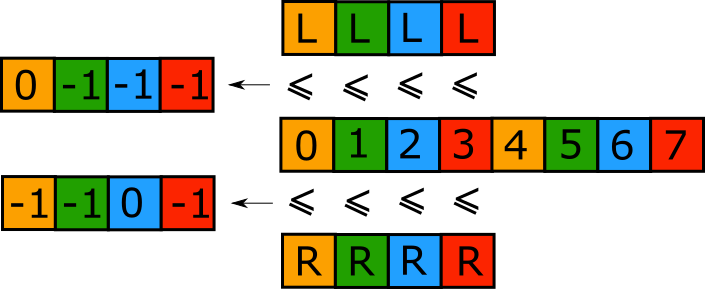 L L L L
0 -1 -1 -1 ← ⩽ ⩽ ⩽ ⩽
0 1 2 3 4 5 6 7
-1 -1 0 -1 ← ⩽ ⩽ ⩽ ⩽
R R R R